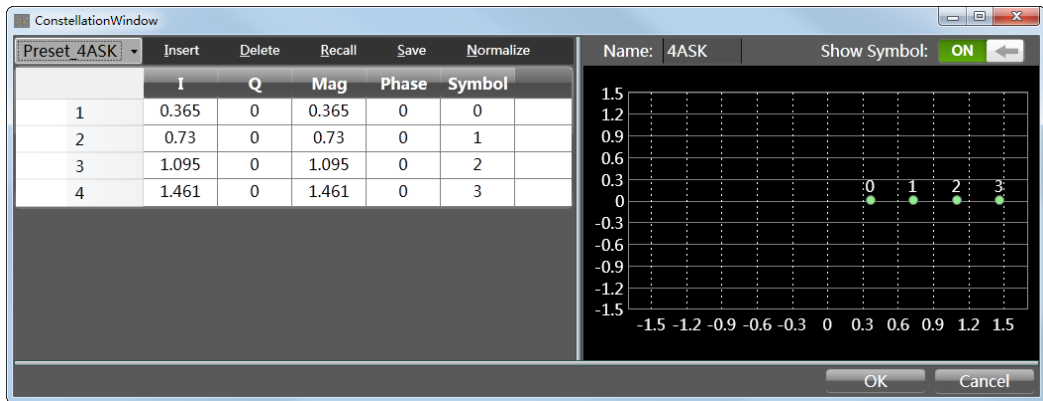 ConstellationWindow
Preset_4ASK Insert Delete Recall Save Normalize
I Q Mag Phase Symbol
1 0.365 0 0.365 0 0
2 0.73 0 0.73 0 1
3 1.095 0 1.095 0 2
4 1.461 0 1.461 0 3
Name: 4ASK Show Symbol: ON
1.5
1.2
0.9
0.6
0.3
0 1 2 3
0
-0.3
-0.6
-0.9
-1.2
-1.5
-1.5 -1.2 -0.9 -0.6 -0.3 0 0.3 0.6 0.9 1.2 1.5
OK Cancel